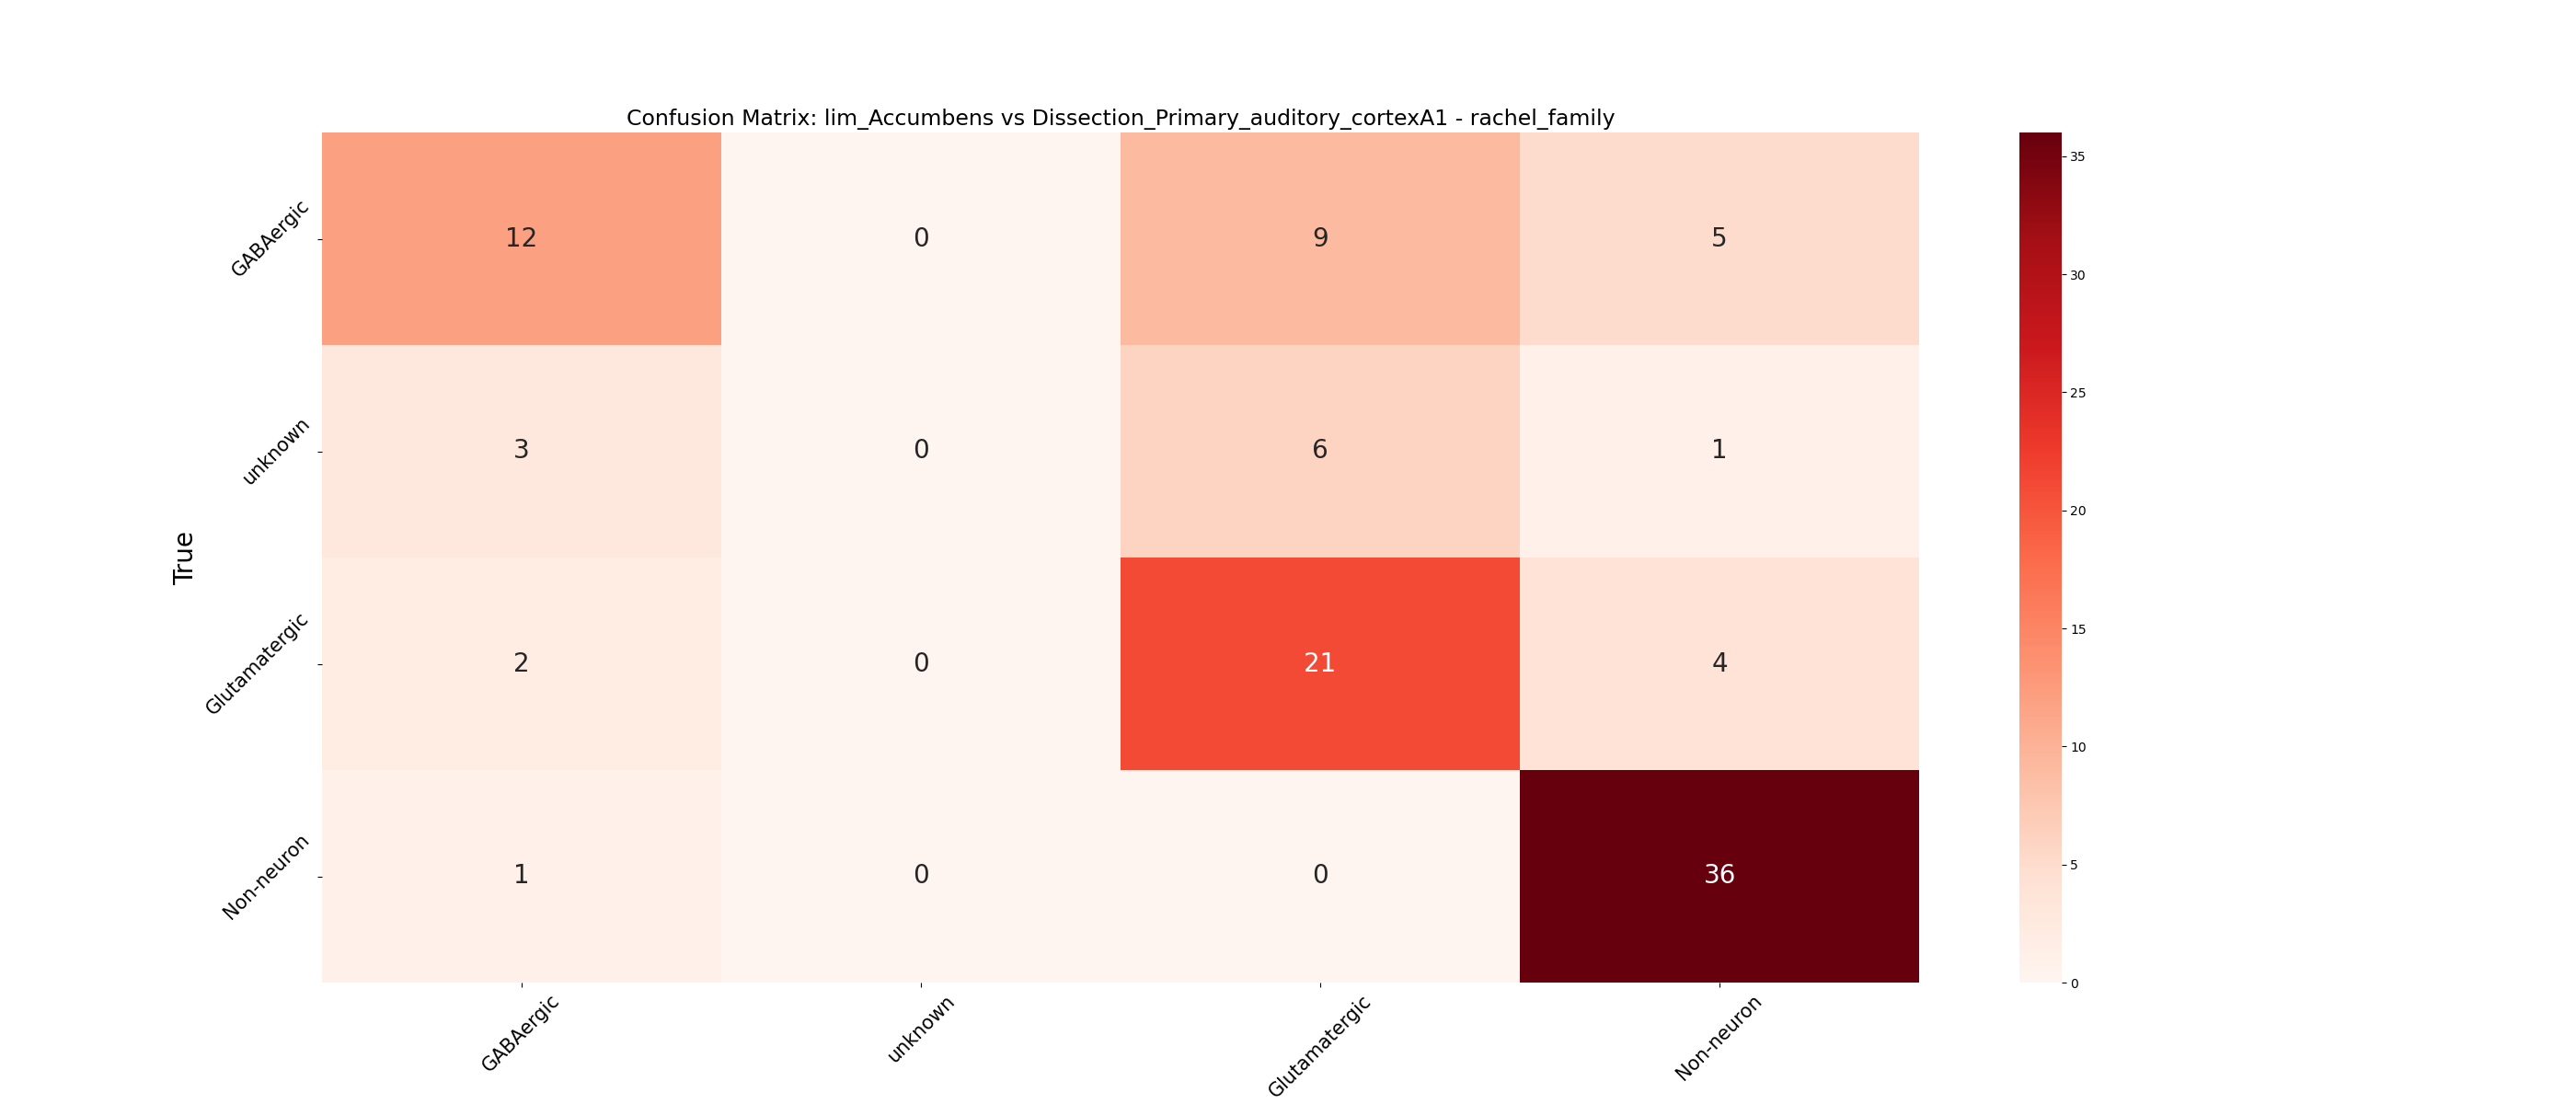 Confusion Matrix: lim_Accumbens vs Dissection_Primary_auditory_cortexA1 - rachel_family
True
GABAergic 12 0 9 5
unknown 3 0 6 1
Glutamatergic 2 0 21 4
Non-neuron 1 0 0 36
GABAergic unknown Glutamatergic Non-neuron
35
30
25
20
15
10
5
0